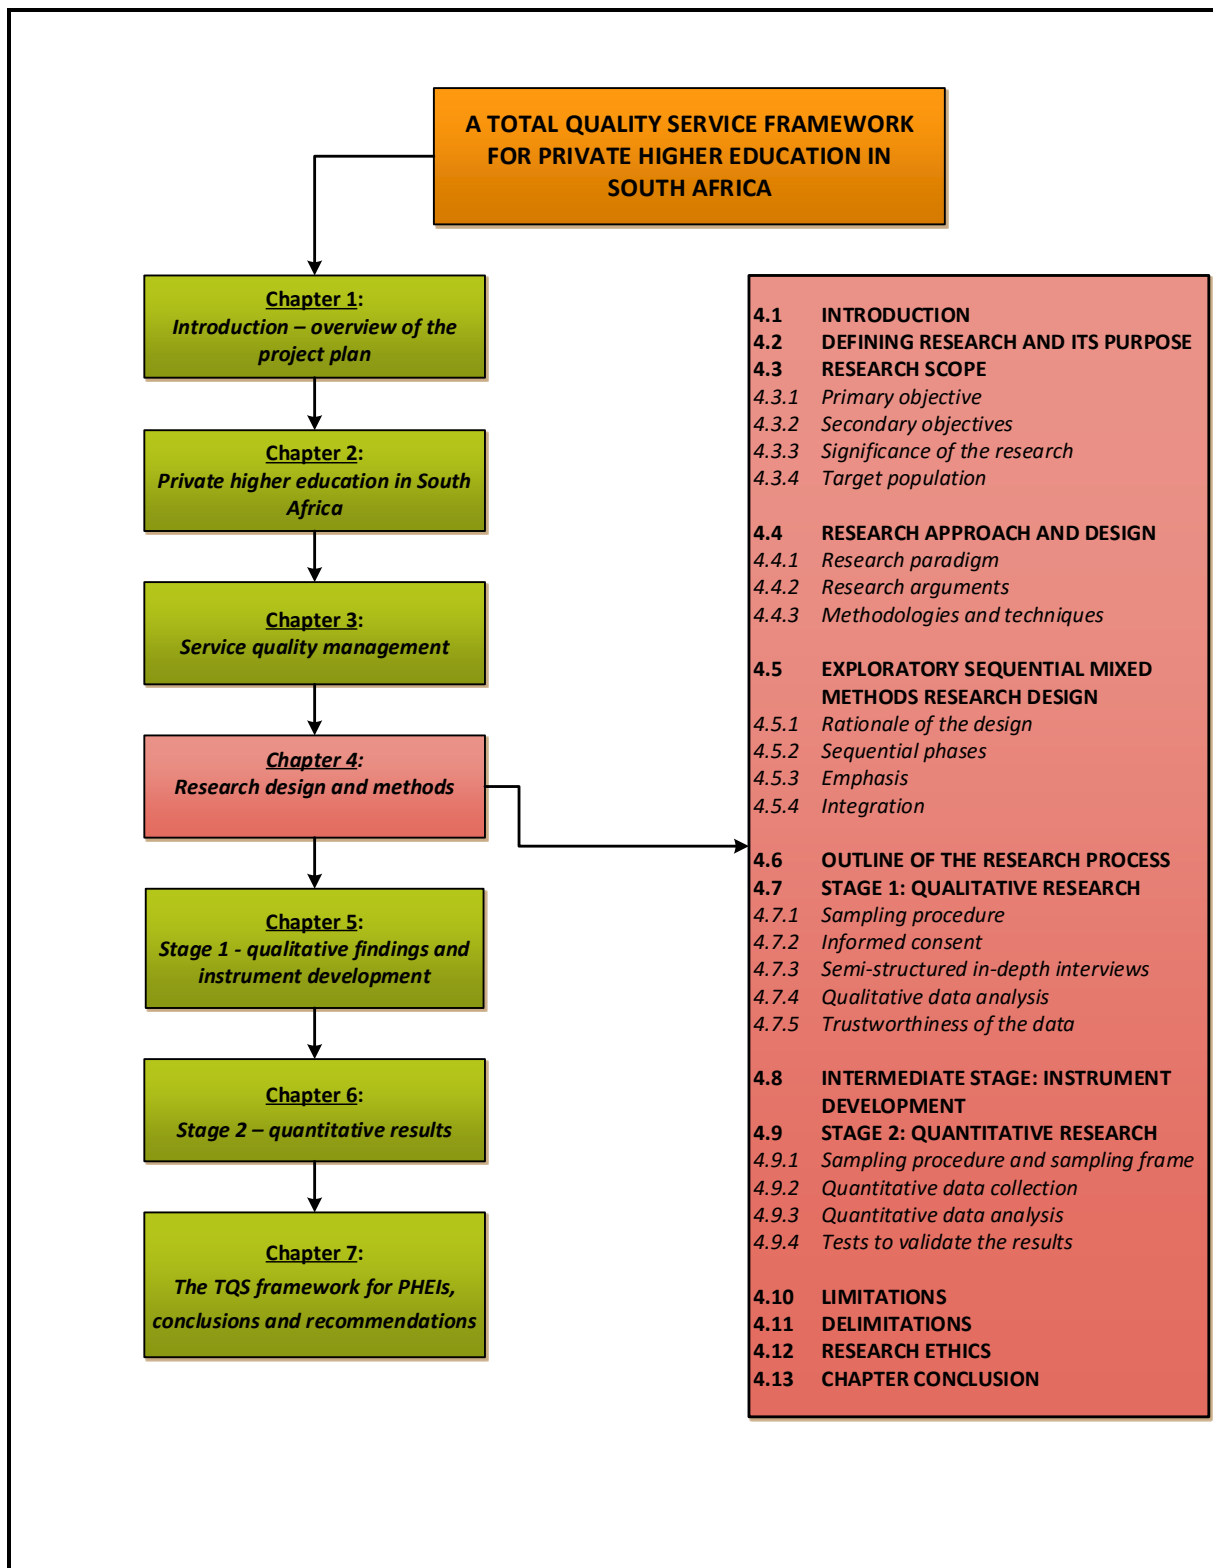 A TOTAL QUALITY SERVICE FRAMEWORK
FOR PRIVATE HIGHER EDUCATION IN
SOUTH AFRICA
Chapter 1:
Introduction – overview of the
project plan
Chapter 2:
Private higher education in South
Africa
Chapter 3:
Service quality management
Chapter 4:
Research design and methods
Chapter 5:
Stage 1 - qualitative findings and
instrument development
Chapter 6:
Stage 2 – quantitative results
Chapter 7:
The TQS framework for PHEIs,
conclusions and recommendations
4.1 INTRODUCTION
4.2 DEFINING RESEARCH AND ITS PURPOSE
4.3 RESEARCH SCOPE
4.3.1 Primary objective
4.3.2 Secondary objectives
4.3.3 Significance of the research
4.3.4 Target population
4.4 RESEARCH APPROACH AND DESIGN
4.4.1 Research paradigm
4.4.2 Research arguments
4.4.3 Methodologies and techniques
4.5 EXPLORATORY SEQUENTIAL MIXED
METHODS RESEARCH DESIGN
4.5.1 Rationale of the design
4.5.2 Sequential phases
4.5.3 Emphasis
4.5.4 Integration
4.6 OUTLINE OF THE RESEARCH PROCESS
4.7 STAGE 1: QUALITATIVE RESEARCH
4.7.1 Sampling procedure
4.7.2 Informed consent
4.7.3 Semi-structured in-depth interviews
4.7.4 Qualitative data analysis
4.7.5 Trustworthiness of the data
4.8 INTERMEDIATE STAGE: INSTRUMENT
DEVELOPMENT
4.9 STAGE 2: QUANTITATIVE RESEARCH
4.9.1 Sampling procedure and sampling frame
4.9.2 Quantitative data collection
4.9.3 Quantitative data analysis
4.9.4 Tests to validate the results
4.10 LIMITATIONS
4.11 DELIMITATIONS
4.12 RESEARCH ETHICS
4.13 CHAPTER CONCLUSION